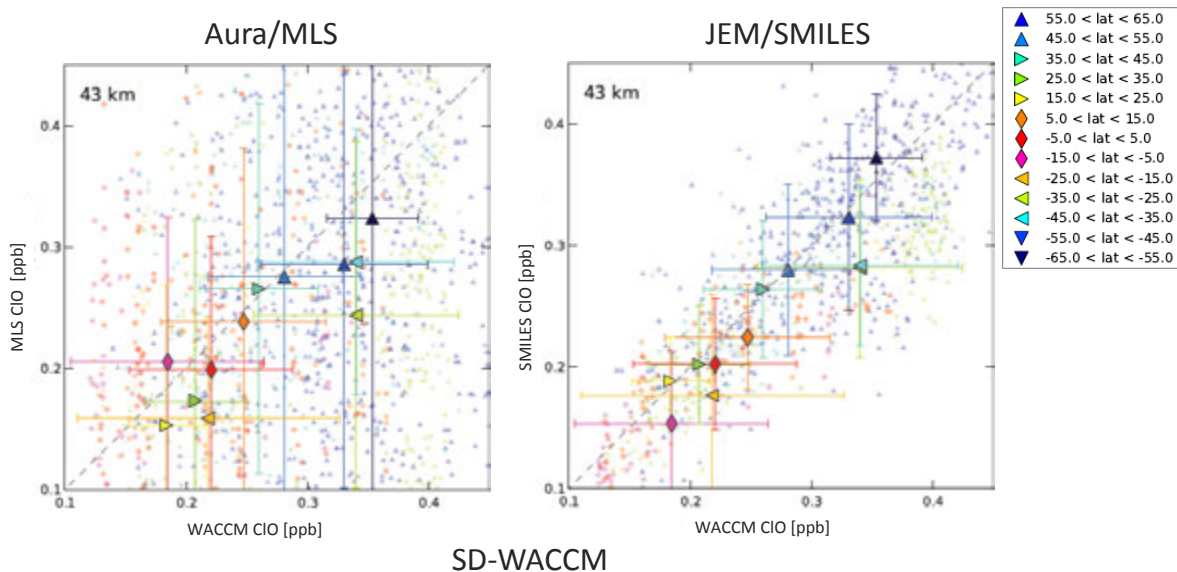 Aura/MLS
JEM/SMILES
43 km
0.4
0.3
0.2
0.1
MLS ClO [ppb]
0.1
0.2
0.3
0.4
WACCM ClO [ppb]
43 km
0.4
0.3
0.2
0.1
SMILES ClO [ppb]
0.1
0.2
0.3
0.4
WACCM ClO [ppb]
55.0 < lat < 65.0
45.0 < lat < 55.0
35.0 < lat < 45.0
25.0 < lat < 35.0
15.0 < lat < 25.0
5.0 < lat < 15.0
-5.0 < lat < 5.0
-15.0 < lat < -5.0
-25.0 < lat < -15.0
-35.0 < lat < -25.0
-45.0 < lat < -35.0
-55.0 < lat < -45.0
-65.0 < lat < -55.0
SD-WACCM